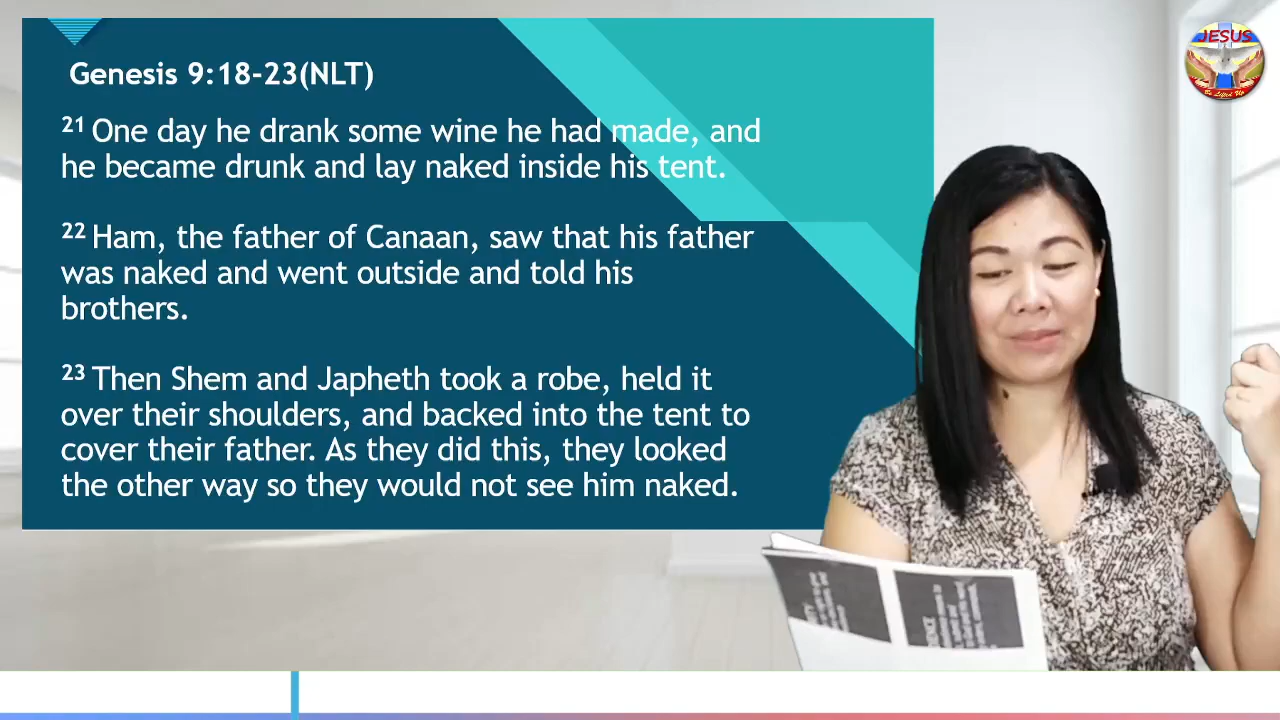 Genesis 9:18-23(NLT)
21 One day he drank some wine he had made, and
he became drunk and lay naked inside his tent.
22 Ham, the father of Canaan, saw that his father
was naked and went outside and told his
brothers.
23 Then Shem and Japheth took a robe, held it
over their shoulders, and backed into the tent to
cover their father. As they did this, they looked
the other way so they would not see him naked.
JESUS
Be Lifted Up